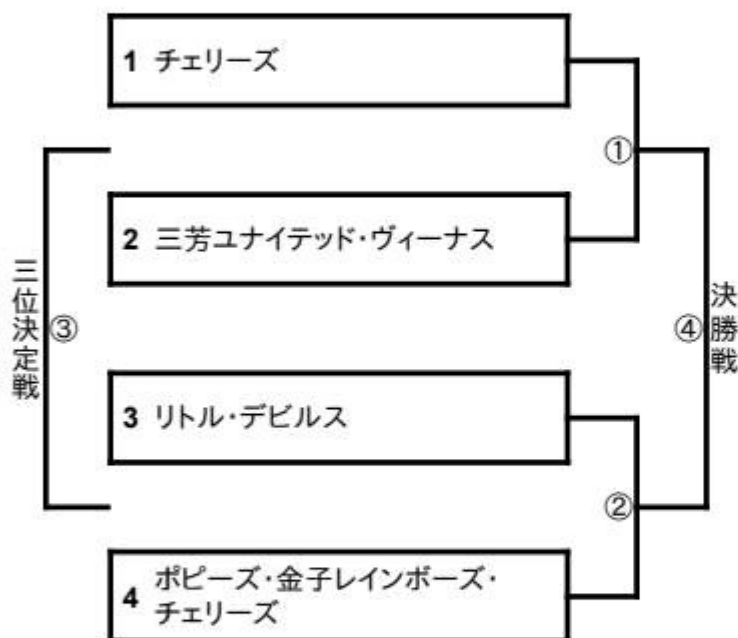 1 チェリーズ
①
2 三芳ユナイテッド・ヴィーナス
三位決定戦
③
④
決勝戦
3 リトル・デビルス
②
4 ポピーズ・金子レインボーズ・
チェリーズ